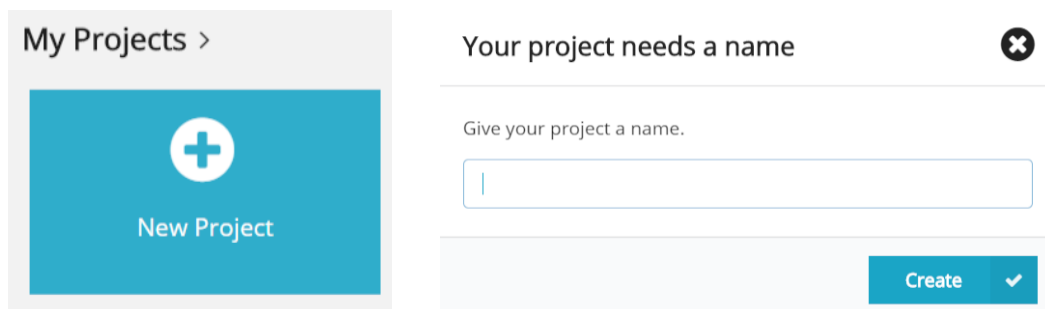 My Projects >
New Project
Your project needs a name
Give your project a name.
Create